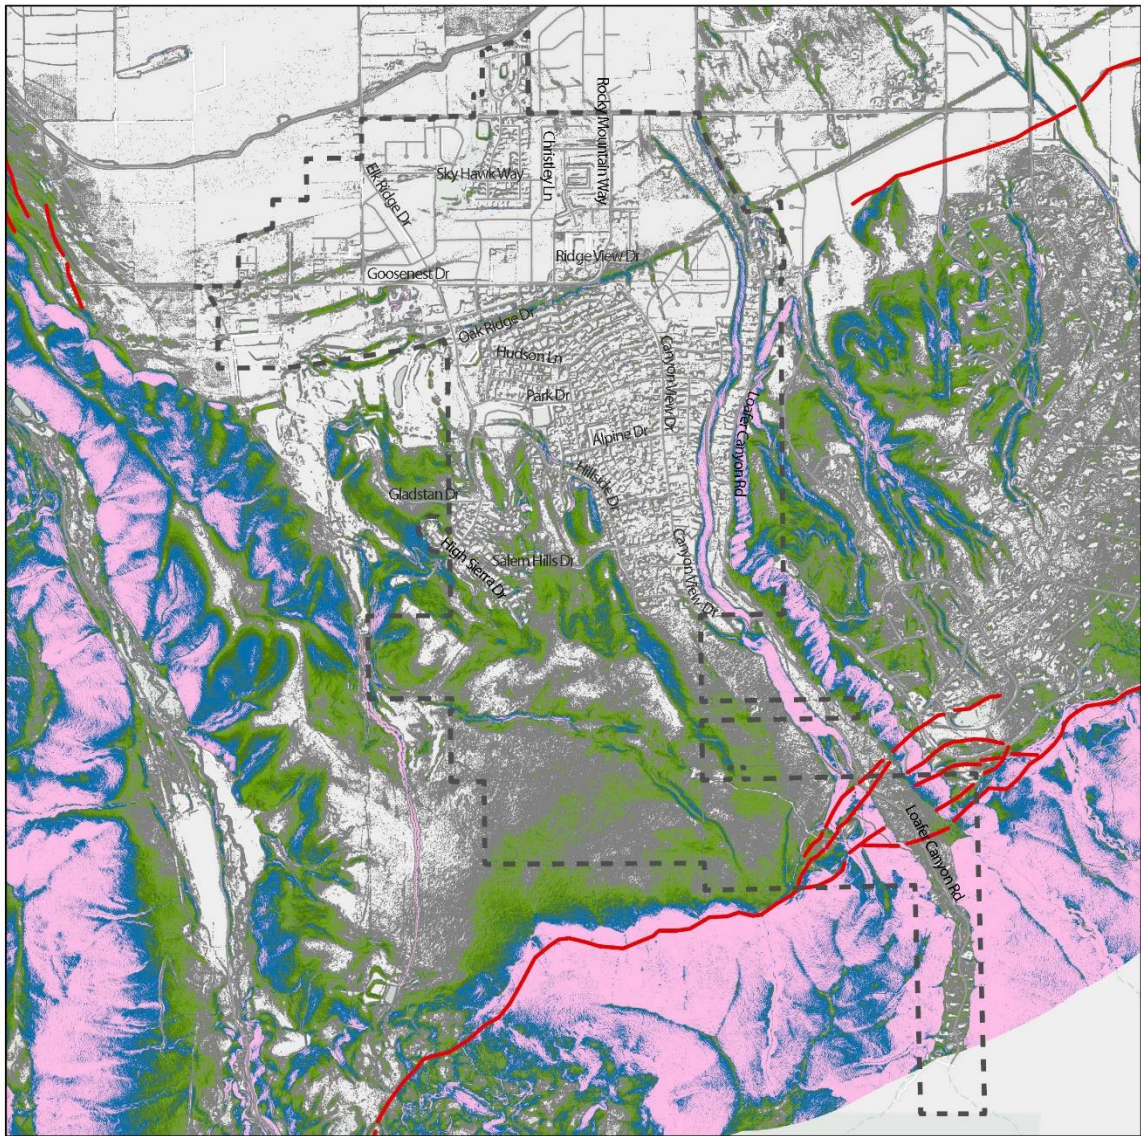 Rocky Mountain Way
Christley Ln
Sky Hawk Way
Elk Ridge Dr
Ridge View Dr
Goosenest Dr
Oak Ridge Dr
Hudson Ln
Canyon View Dr
Park Dr
Loafer Canyon Rd
Alpine Dr
Hillside Dr
Gladstan Dr
High Sierra Dr
Salem Hills Dr
Canyon View Dr
Loafer Canyon Rd